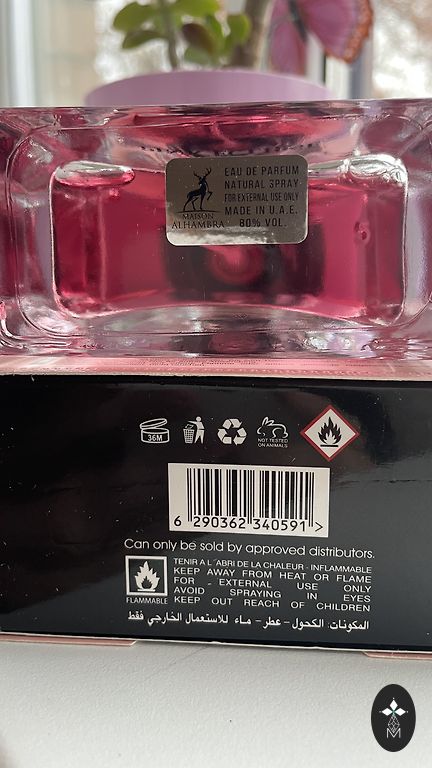 EAU DE PARFUM
NATURAL SPRAY
FOR EXTERNAL USE ONLY
MADE IN U.A.E.
80% VOL.
MAISON
ALHAMBRA
36M
NOT TESTED
ON ANIMALS
6 290362 340591 >
Can only be sold by approved distributors.
TENIR A L´ABRI DE LA CHALEUR - INFLAMMABLE
KEEP AWAY FROM HEAT OR FLAME
FOR - EXTERNAL USE ONLY
AVOID SPRAYING IN EYES
KEEP OUT REACH OF CHILDREN
FLAMMABLE
المكونات: الكحول - عطر - ماء للاستعمال الخارجي فقط
M